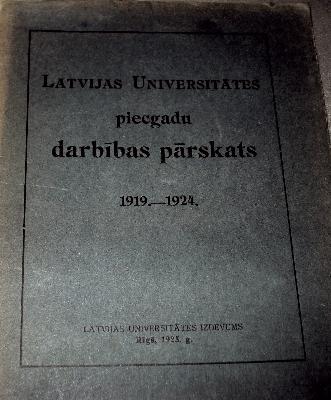 LATVIJAS UNIVERSITĀTES
piecgadu
darbības pārskats
1919.—1924.
LATVIJAS UNIVERSITĀTES IZDEVUMS
Rīgā, 1925. g.